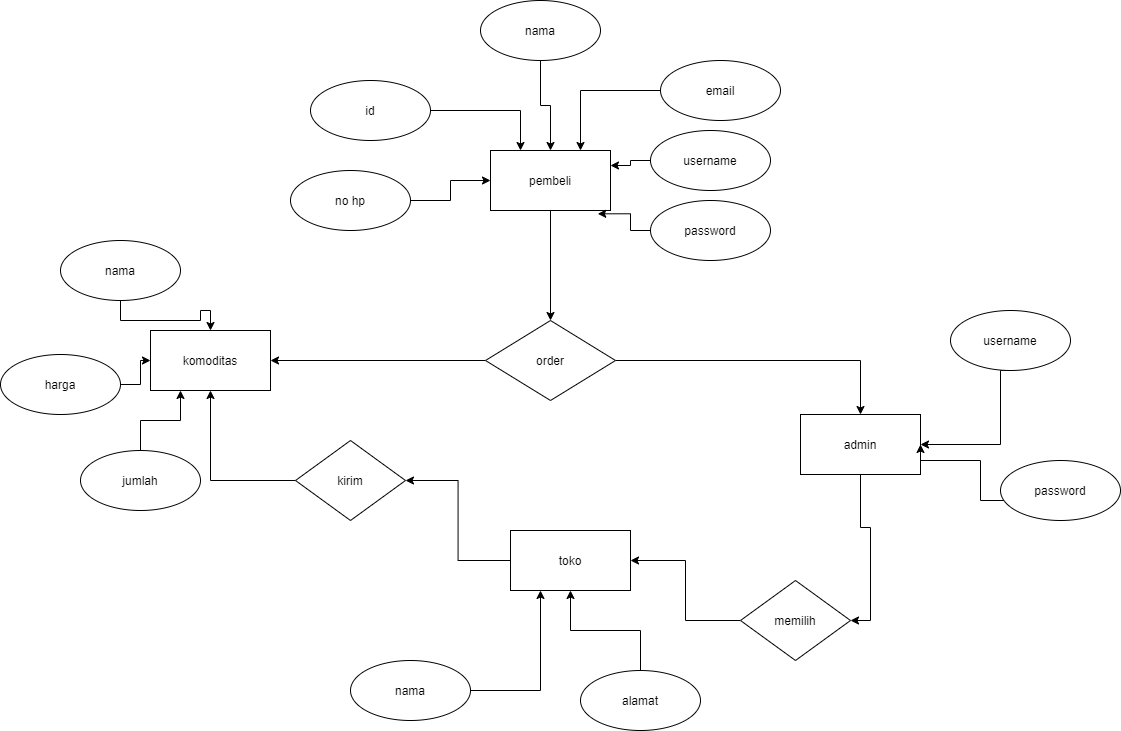 nama
email
id
username
pembeli
no hp
password
nama
username
komoditas
order
harga
admin
jumlah
kirim
password
toko
memilih
nama
alamat